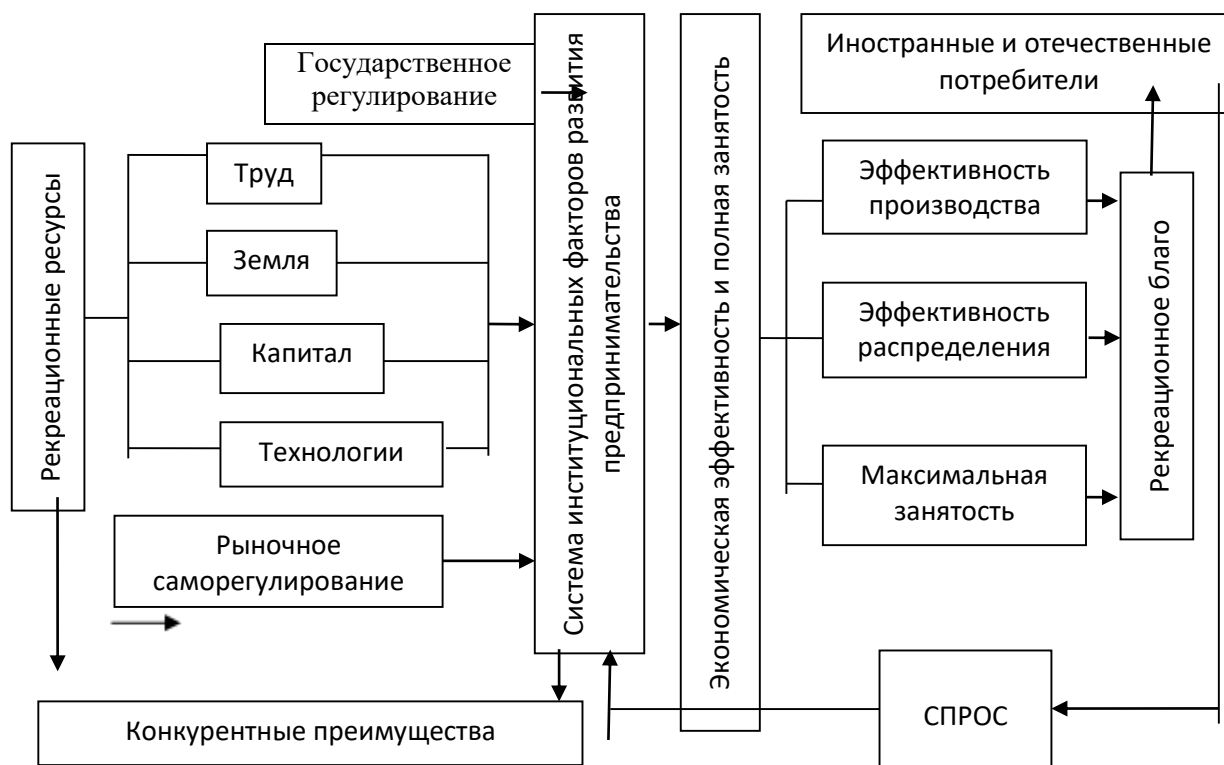 Государственное
регулирование
Иностранные и отечественные
потребители
Рекреационные ресурсы
Труд
Земля
Капитал
Технологии
Рыночное
саморегулирование
Система институциональных факторов развития
предпринимательства
Экономическая эффективность и полная занятость
Эффективность
производства
Эффективность
распределения
Максимальная
занятость
Рекреационное благо
Конкурентные преимущества
СПРОС